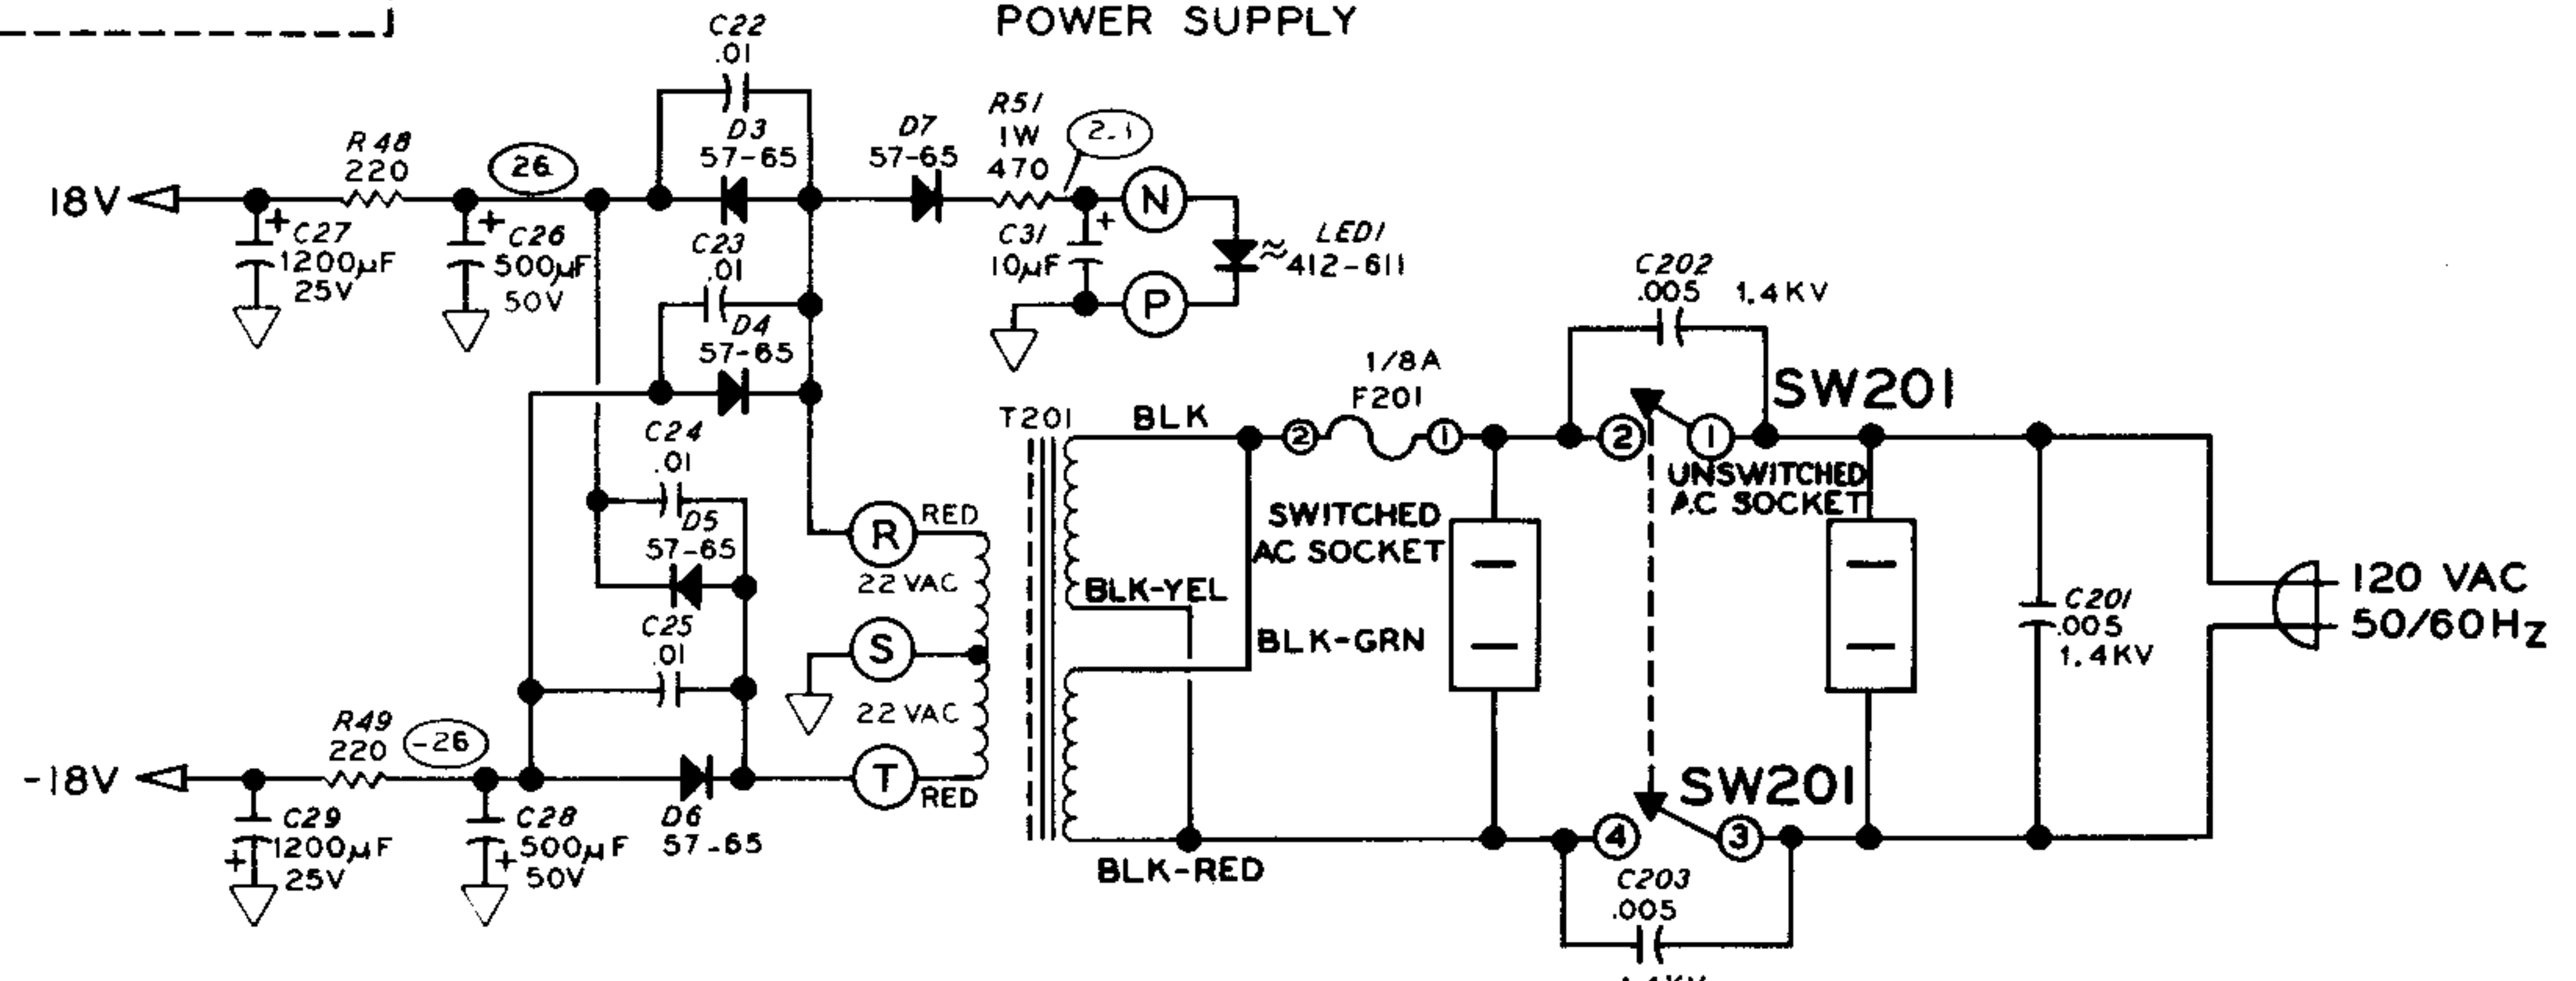 POWER SUPPLY
C22
.01
D3
57-65
D7
57-65
R51
1W
470
R48
220
26
18V
+
C27
1200µF
25V
+
C26
500µF
50V
C23
.01
D4
57-65
+
C31
10µF
N
P
LED1
412-611
C202
.005 1.4KV
1/8A
F201
SW201
T201
BLK
2
1
2
1
UNSWITCHED
AC SOCKET
C24
.01
D5
57-65
R
RED
22 VAC
SWITCHED
AC SOCKET
BLK-YEL
BLK-GRN
120 VAC
50/60Hz
C201
.005
1.4KV
C25
.01
S
22 VAC
T
RED
R49
220
-26
-18V
C29
1200µF
25V
+
C28
500µF
50V
+
D6
57-65
SW201
4
3
BLK-RED
C203
.005